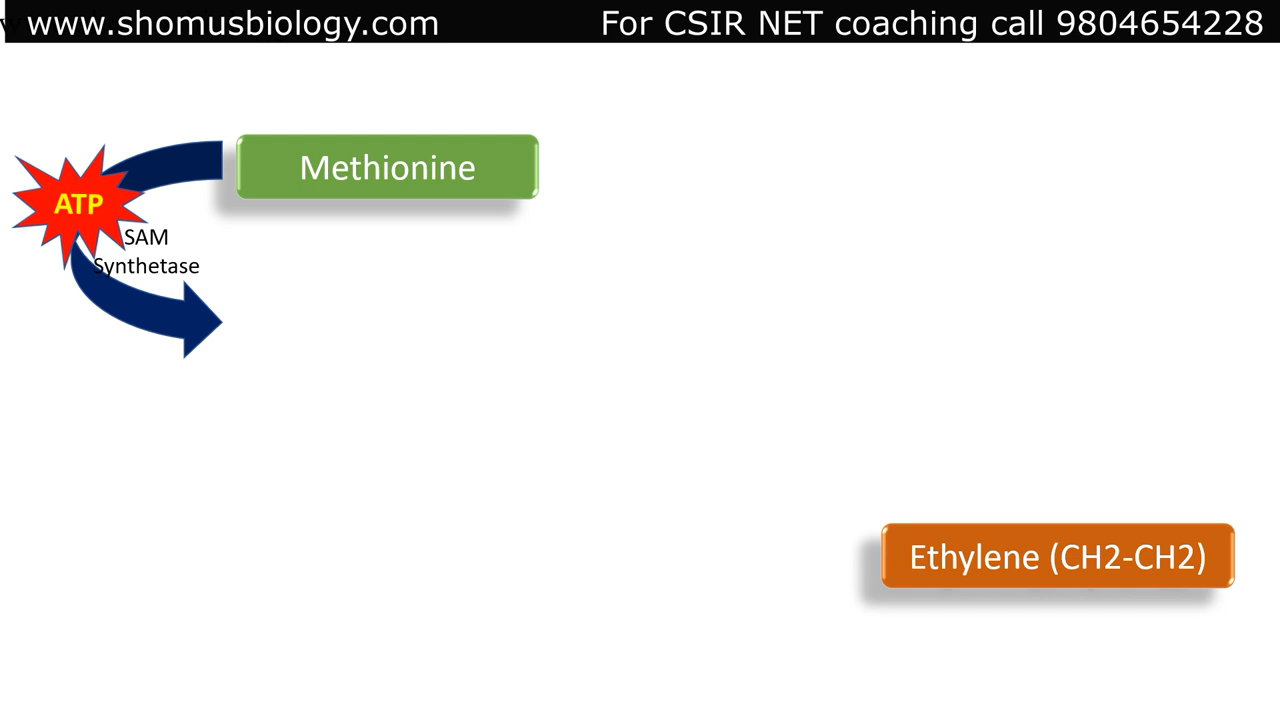 www.shomusbiology.com For CSIR NET coaching call 9804654228
Methionine
ATP
SAM
Synthetase
Ethylene (CH2-CH2)